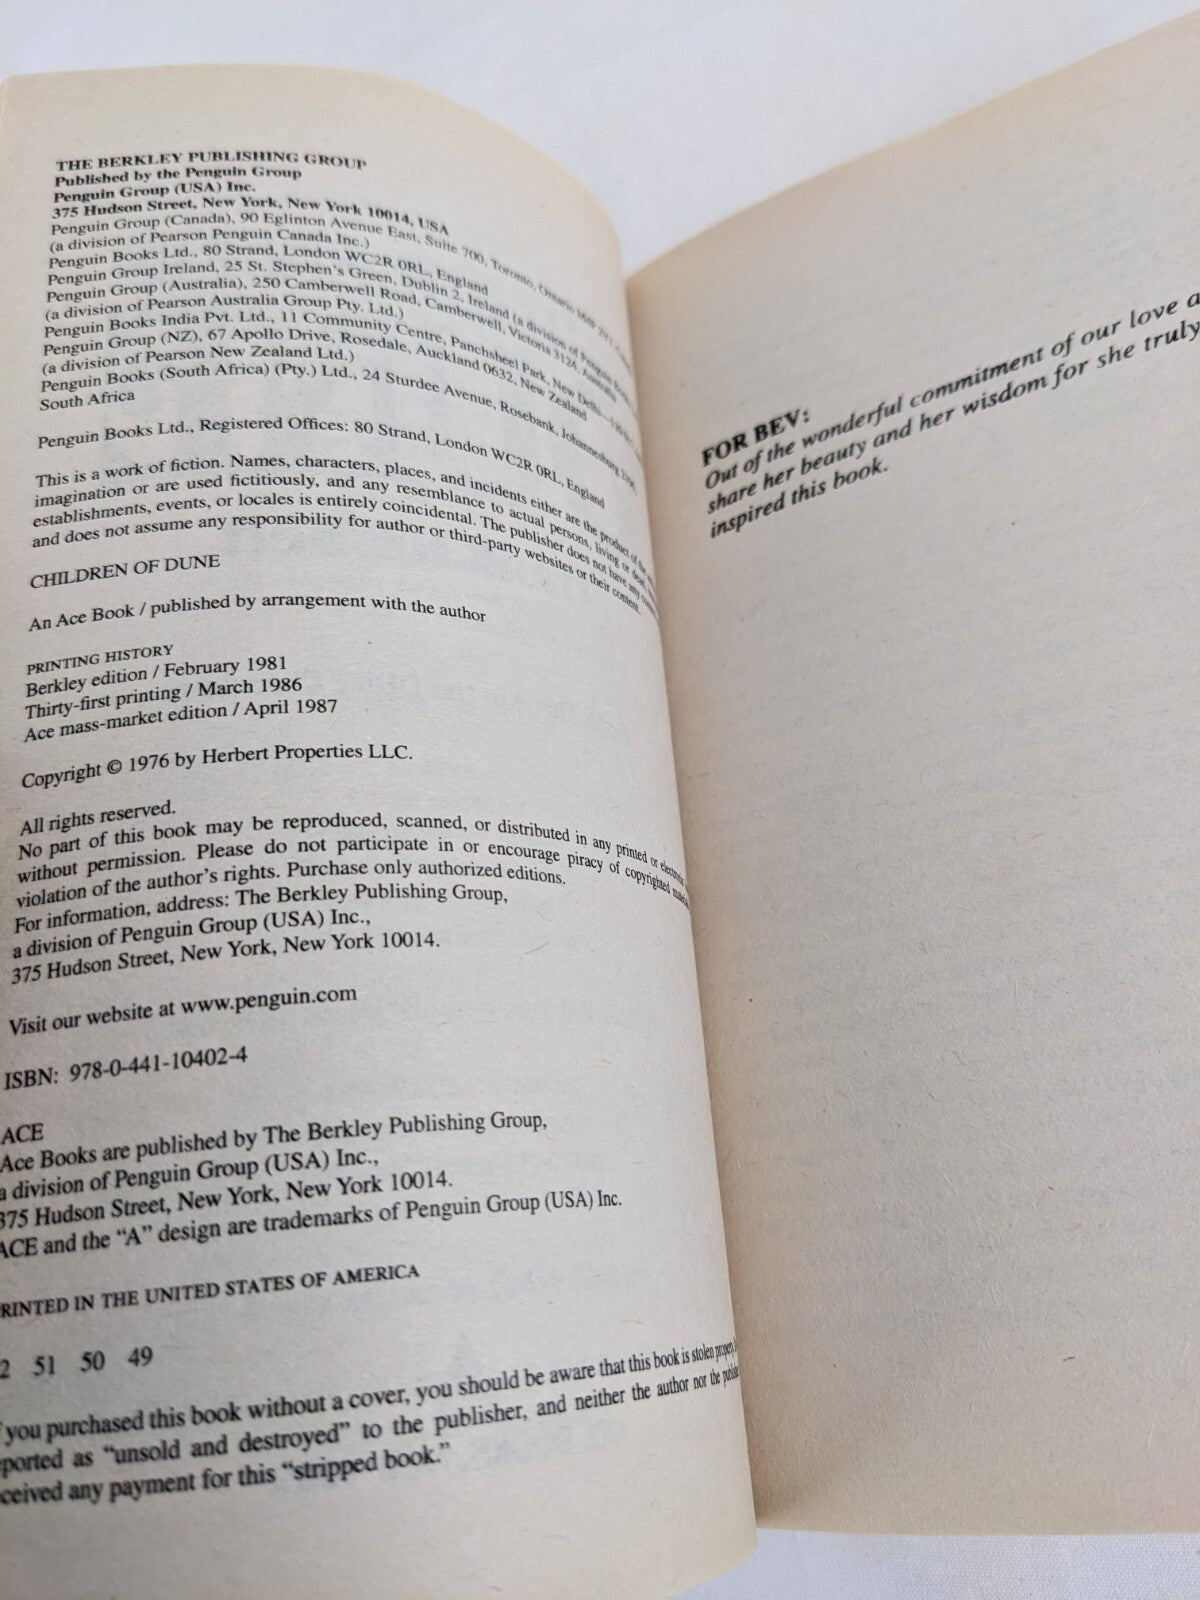 THE BERKLEY PUBLISHING GROUP
Published by the Penguin Group
Penguin Group (USA) Inc.
375 Hudson Street, New York, New York 10014, USA
Penguin Group (Canada), 90 Eglinton Avenue East, Suite 700, Toronto, Ontario
(a division of Pearson Penguin Canada Inc.)
Penguin Books Ltd., 80 Strand, London WC2R 0RL, England
Penguin Group Ireland, 25 St. Stephen's Green, Dublin 2, Ireland (a division of Penguin
Penguin Group (Australia), 250 Camberwell Road, Camberwell, Victoria 3124, Australia
(a division of Pearson Australia Group Pty. Ltd.)
Penguin Books India Pvt. Ltd., 11 Community Centre, Panchsheel Park, New Delhi—
Penguin Group (NZ), 67 Apollo Drive, Rosedale, Auckland 0632, New Zealand
(a division of Pearson New Zealand Ltd.)
Penguin Books (South Africa) (Pty.) Ltd., 24 Sturdee Avenue, Rosebank, Johannesburg 2196,
South Africa
Penguin Books Ltd., Registered Offices: 80 Strand, London WC2R 0RL, England
This is a work of fiction. Names, characters, places, and incidents either are the product of the
imagination or are used fictitiously, and any resemblance to actual persons, living or dead,
establishments, events, or locales is entirely coincidental. The publisher does not have any
and does not assume any responsibility for author or third-party websites or their content.
CHILDREN OF DUNE
An Ace Book / published by arrangement with the author
PRINTING HISTORY
Berkley edition / February 1981
Thirty-first printing / March 1986
Ace mass-market edition / April 1987
Copyright © 1976 by Herbert Properties LLC.
All rights reserved.
No part of this book may be reproduced, scanned, or distributed in any printed or
without permission. Please do not participate in or encourage piracy of copyrighted
violation of the author's rights. Purchase only authorized editions.
For information, address: The Berkley Publishing Group,
a division of Penguin Group (USA) Inc.,
375 Hudson Street, New York, New York 10014.
Visit our website at www.penguin.com
ISBN: 978-0-441-10402-4
ACE
Ace Books are published by The Berkley Publishing Group,
a division of Penguin Group (USA) Inc.,
375 Hudson Street, New York, New York 10014.
ACE and the “A” design are trademarks of Penguin Group (USA) Inc.
RINTED IN THE UNITED STATES OF AMERICA
2 51 50 49
you purchased this book without a cover, you should be aware that this book is stolen property.
ported as “unsold and destroyed” to the publisher, and neither the author nor the
ceived any payment for this “stripped book.”
FOR BEV:
Out of the wonderful commitment of our love a
share her beauty and her wisdom for she truly
inspired this book.